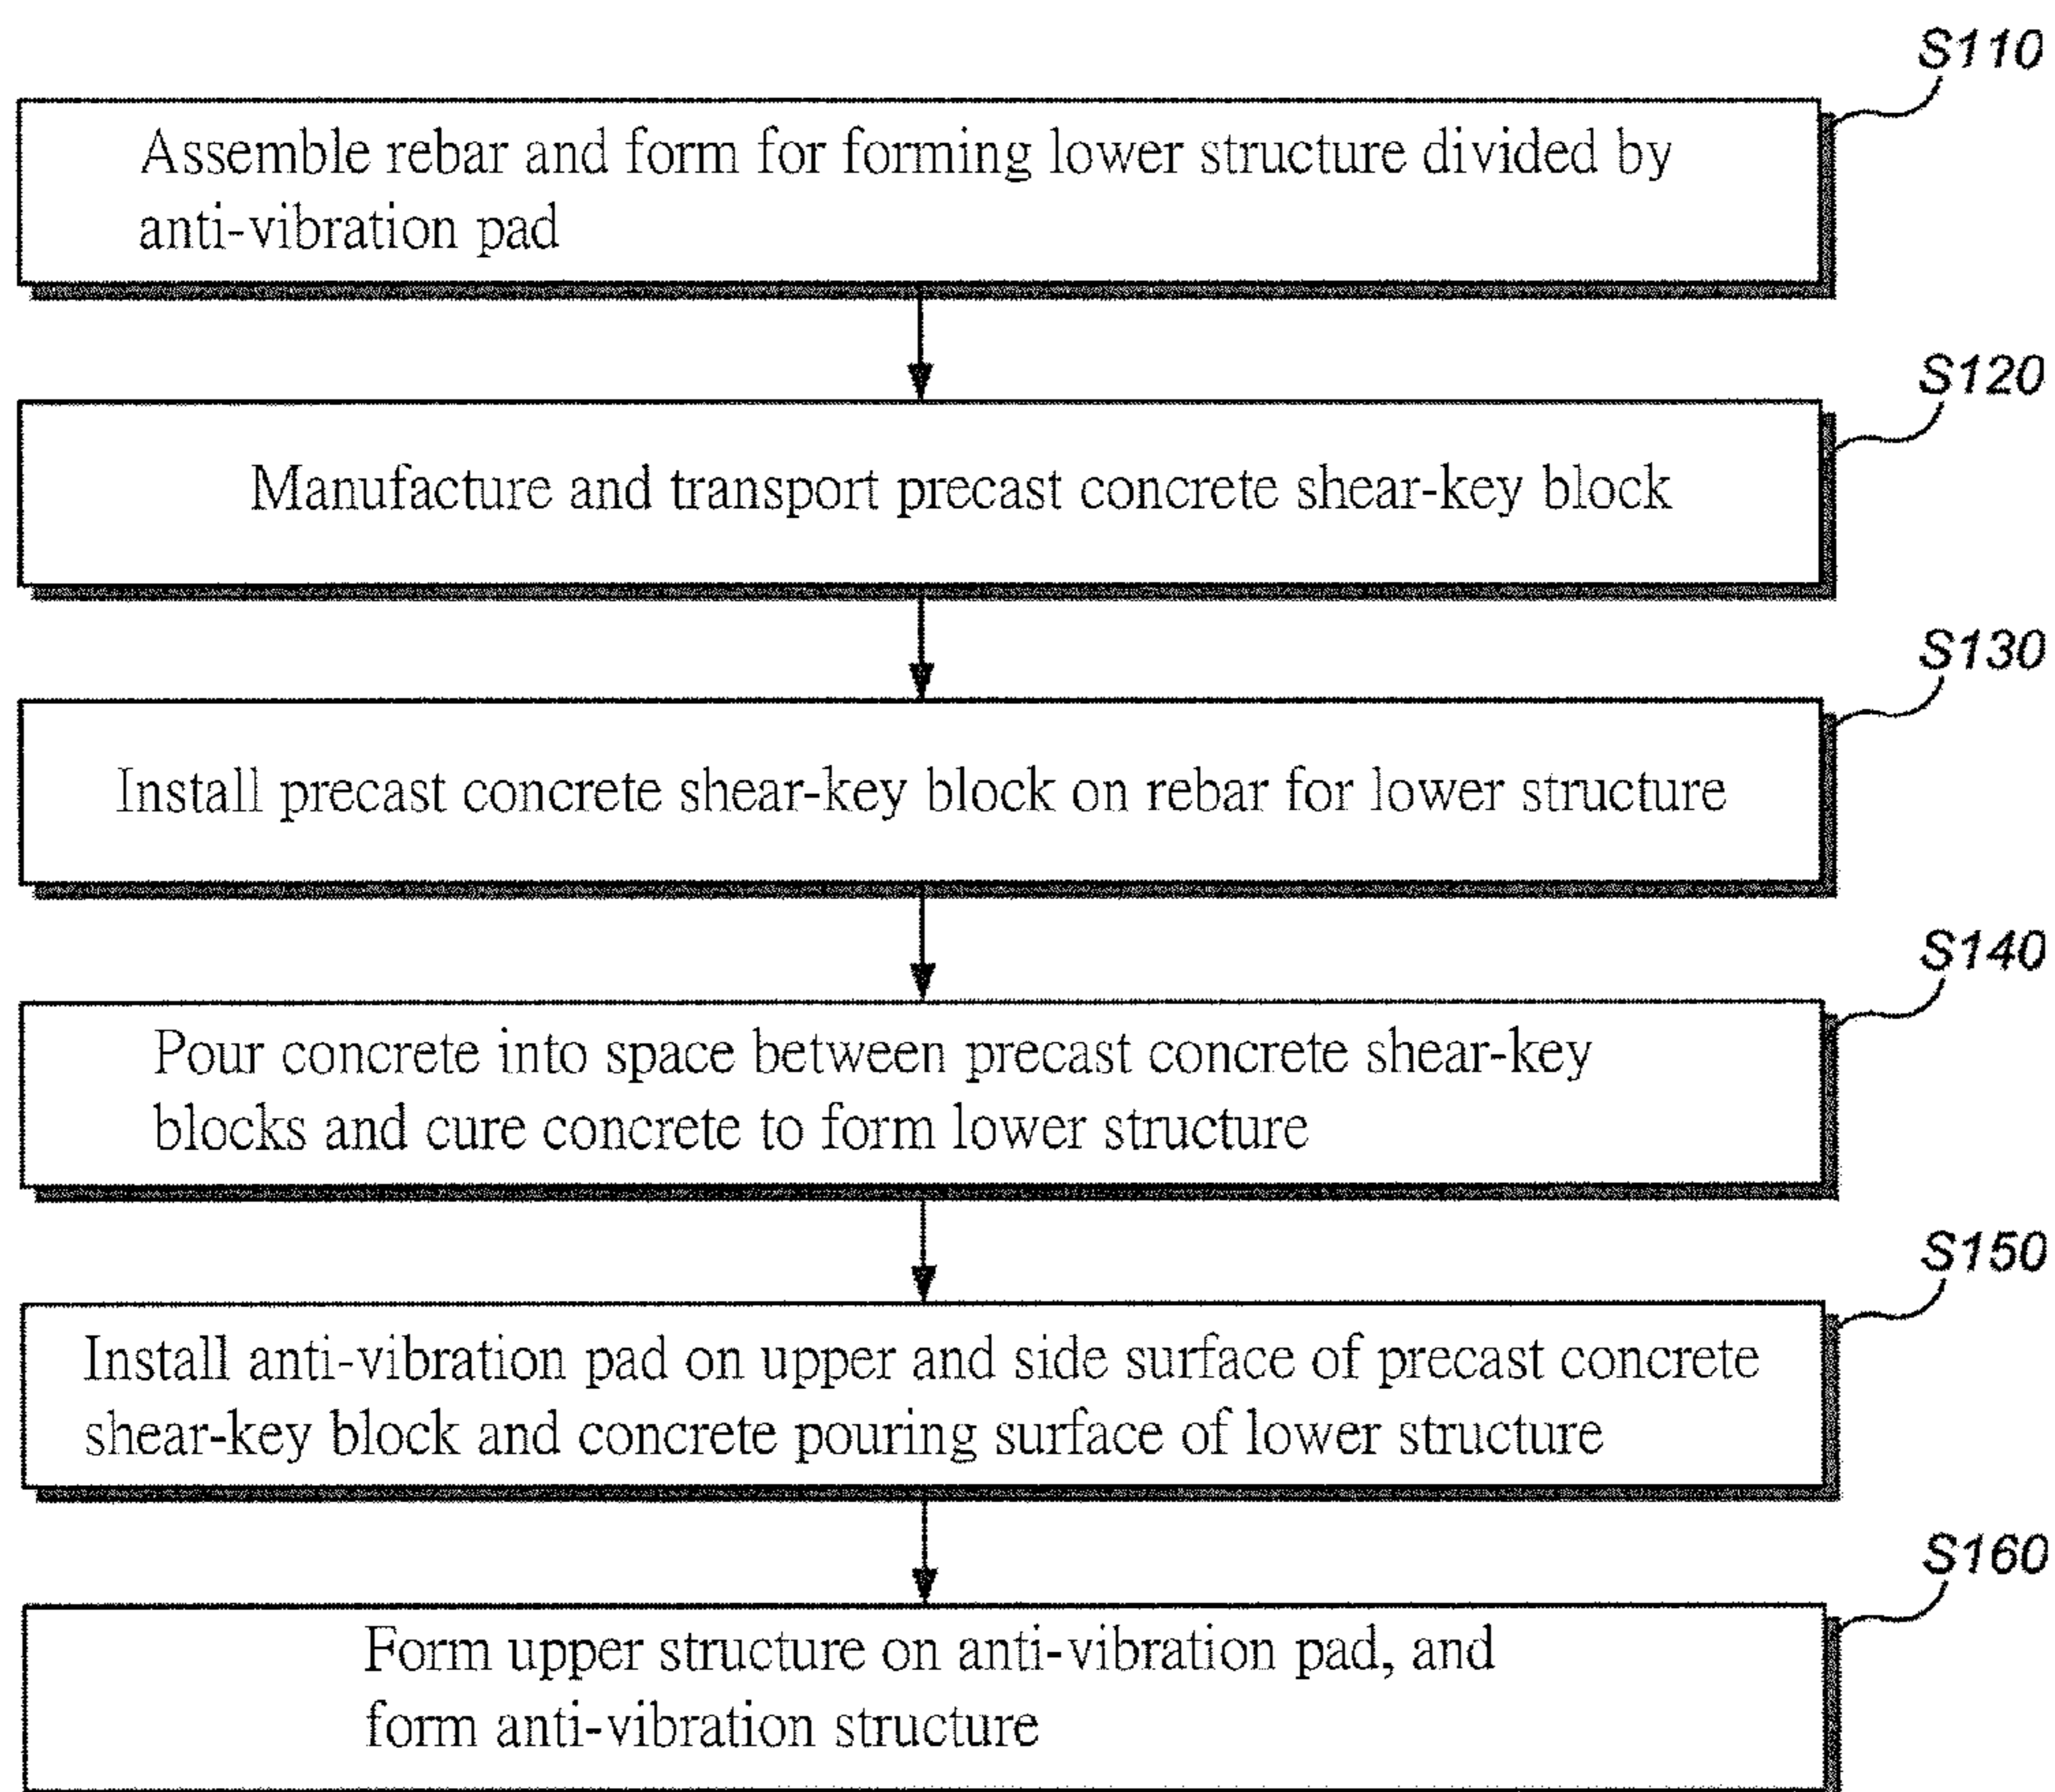 S110
Assemble rebar and form for forming lower structure divided by
anti-vibration pad
S120
Manufacture and transport precast concrete shear-key block
S130
Install precast concrete shear-key block on rebar for lower structure
S140
Pour concrete into space between precast concrete shear-key
blocks and cure concrete to form lower structure
S150
Install anti-vibration pad on upper and side surface of precast concrete
shear-key block and concrete pouring surface of lower structure
S160
Form upper structure on anti-vibration pad, and
form anti-vibration structure